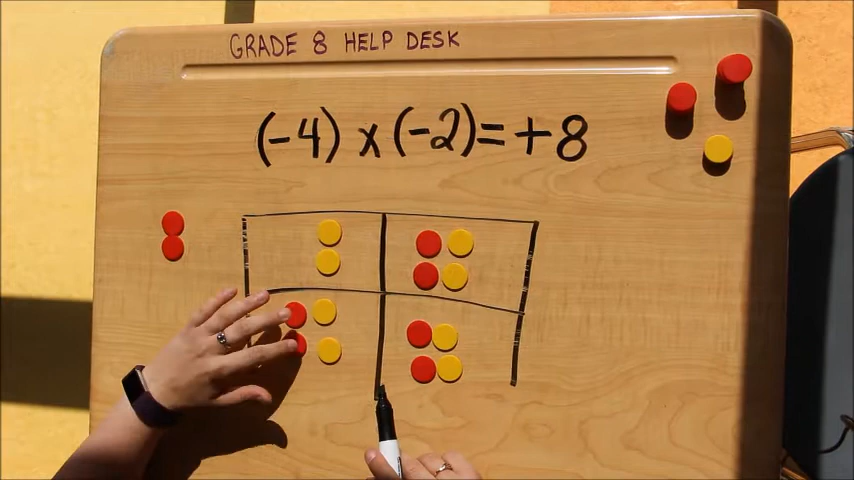 GRADE 8 HELP DESK
(-4) x (-2) = +8